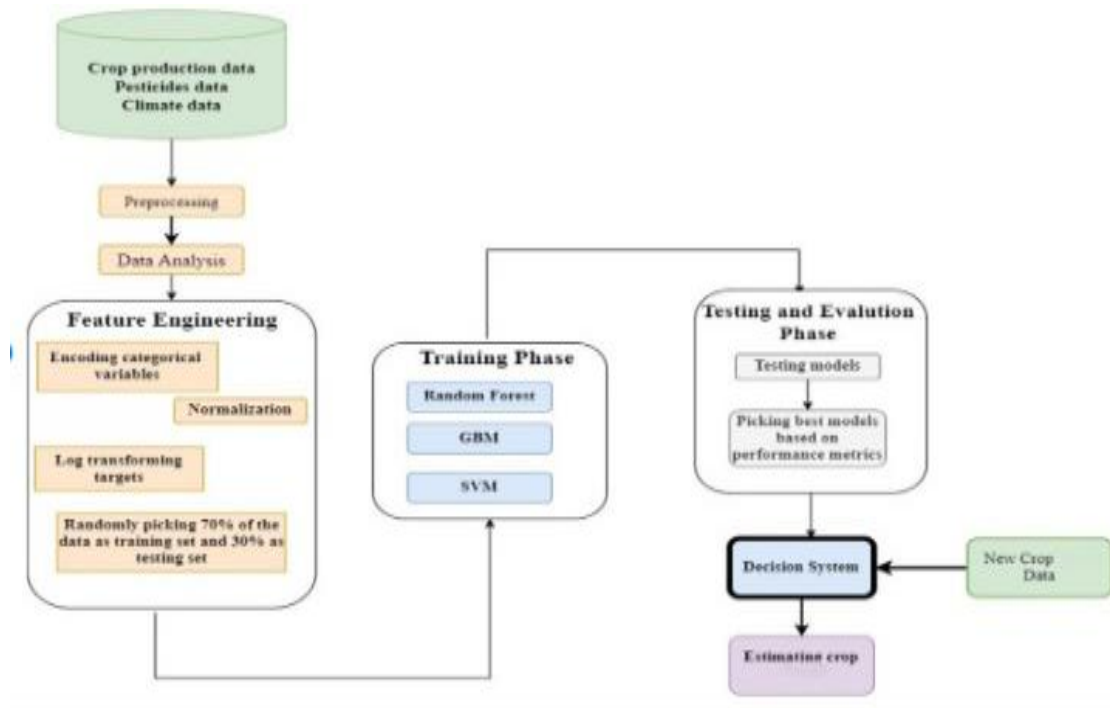 Crop production data
Pesticides data
Climate data
Preprocessing
Data Analysis
Feature Engineering
Encoding categorical
variables
Normalization
Log transforming
targets
Randomly picking 70% of the
data as training set and 30% as
testing set
Training Phase
Random Forest
GBM
SVM
Testing and Evalution
Phase
Testing models
Picking best models
based on
performance metrics
Decision System
New Crop
Data
Estimating crop